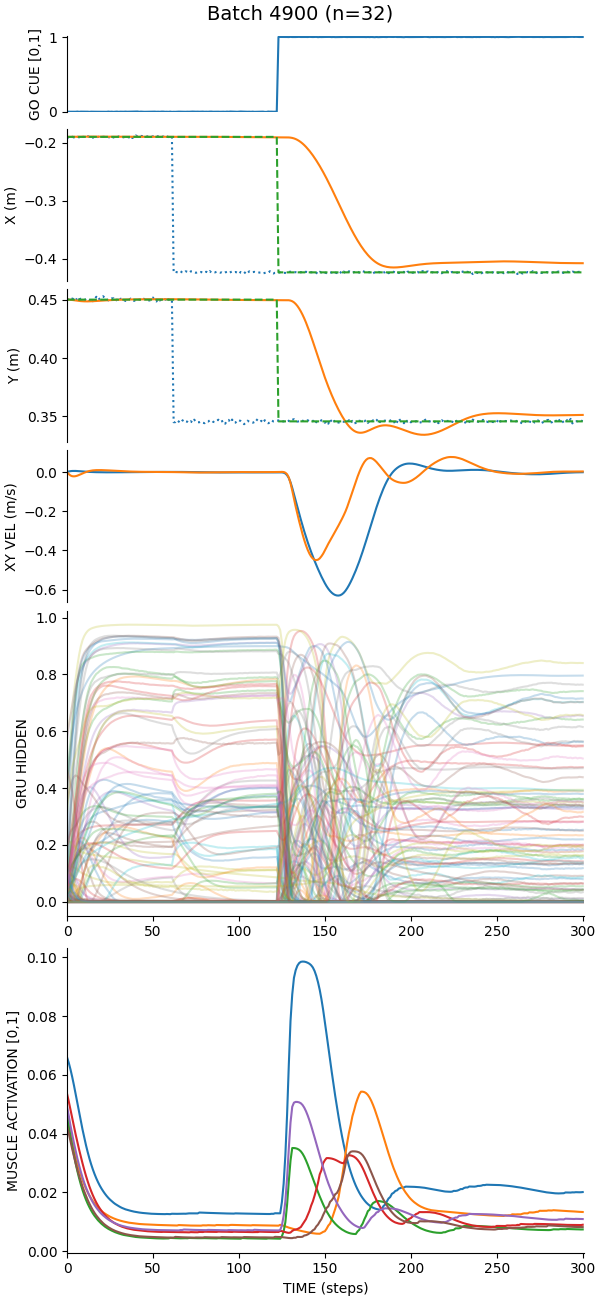 Batch 4900 (n=32)
GO CUE [0,1]
1
0
X (m)
−0.2
−0.3
−0.4
Y (m)
0.45
0.40
0.35
XY VEL (m/s)
0.0
−0.2
−0.4
−0.6
GRU HIDDEN
1.0
0.8
0.6
0.4
0.2
0.0
0 50 100 150 200 250 300
MUSCLE ACTIVATION [0,1]
0.10
0.08
0.06
0.04
0.02
0.00
0 50 100 150 200 250 300
TIME (steps)